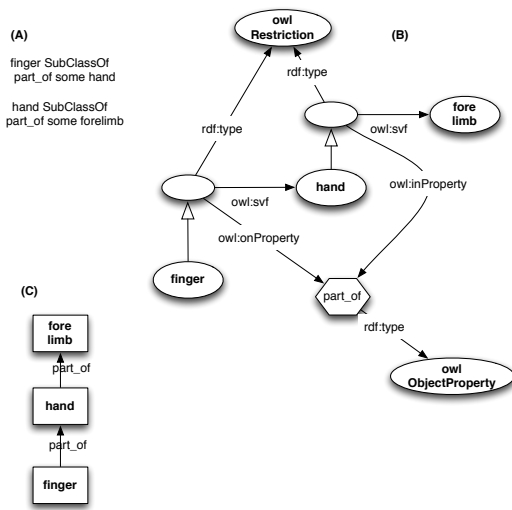 (A)
finger SubClassOf
part_of some hand
hand SubClassOf
part_of some forelimb
(B)
owl
Restriction
rdf:type
rdf:type
fore
limb
owl:svf
hand
owl:svf
owl:inProperty
owl:onProperty
finger
part_of
rdf:type
owl
ObjectProperty
(C)
fore
limb
part_of
hand
part_of
finger